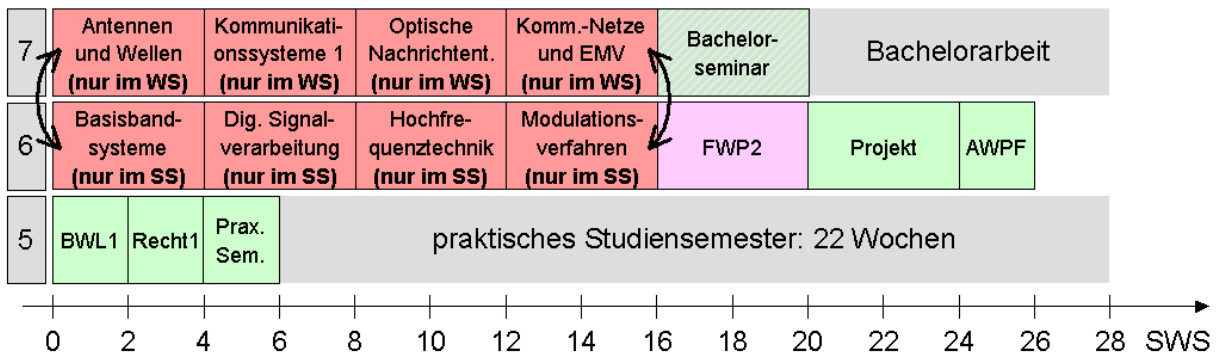 7
Antennen
und Wellen
(nur im WS)
Kommunikati-
onssysteme 1
(nur im WS)
Optische
Nachrichtent.
(nur im WS)
Komm.-Netze
und EMV
(nur im WS)
Bachelor-
seminar
Bachelorarbeit
6
Basisband-
systeme
(nur im SS)
Dig. Signal-
verarbeitung
(nur im SS)
Hochfre-
quenztechnik
(nur im SS)
Modulations-
verfahren
(nur im SS)
FWP2
Projekt
AWPF
5
BWL1
Recht1
Prax.
Sem.
praktisches Studiensemester: 22 Wochen
0 2 4 6 8 10 12 14 16 18 20 22 24 26 28 SWS